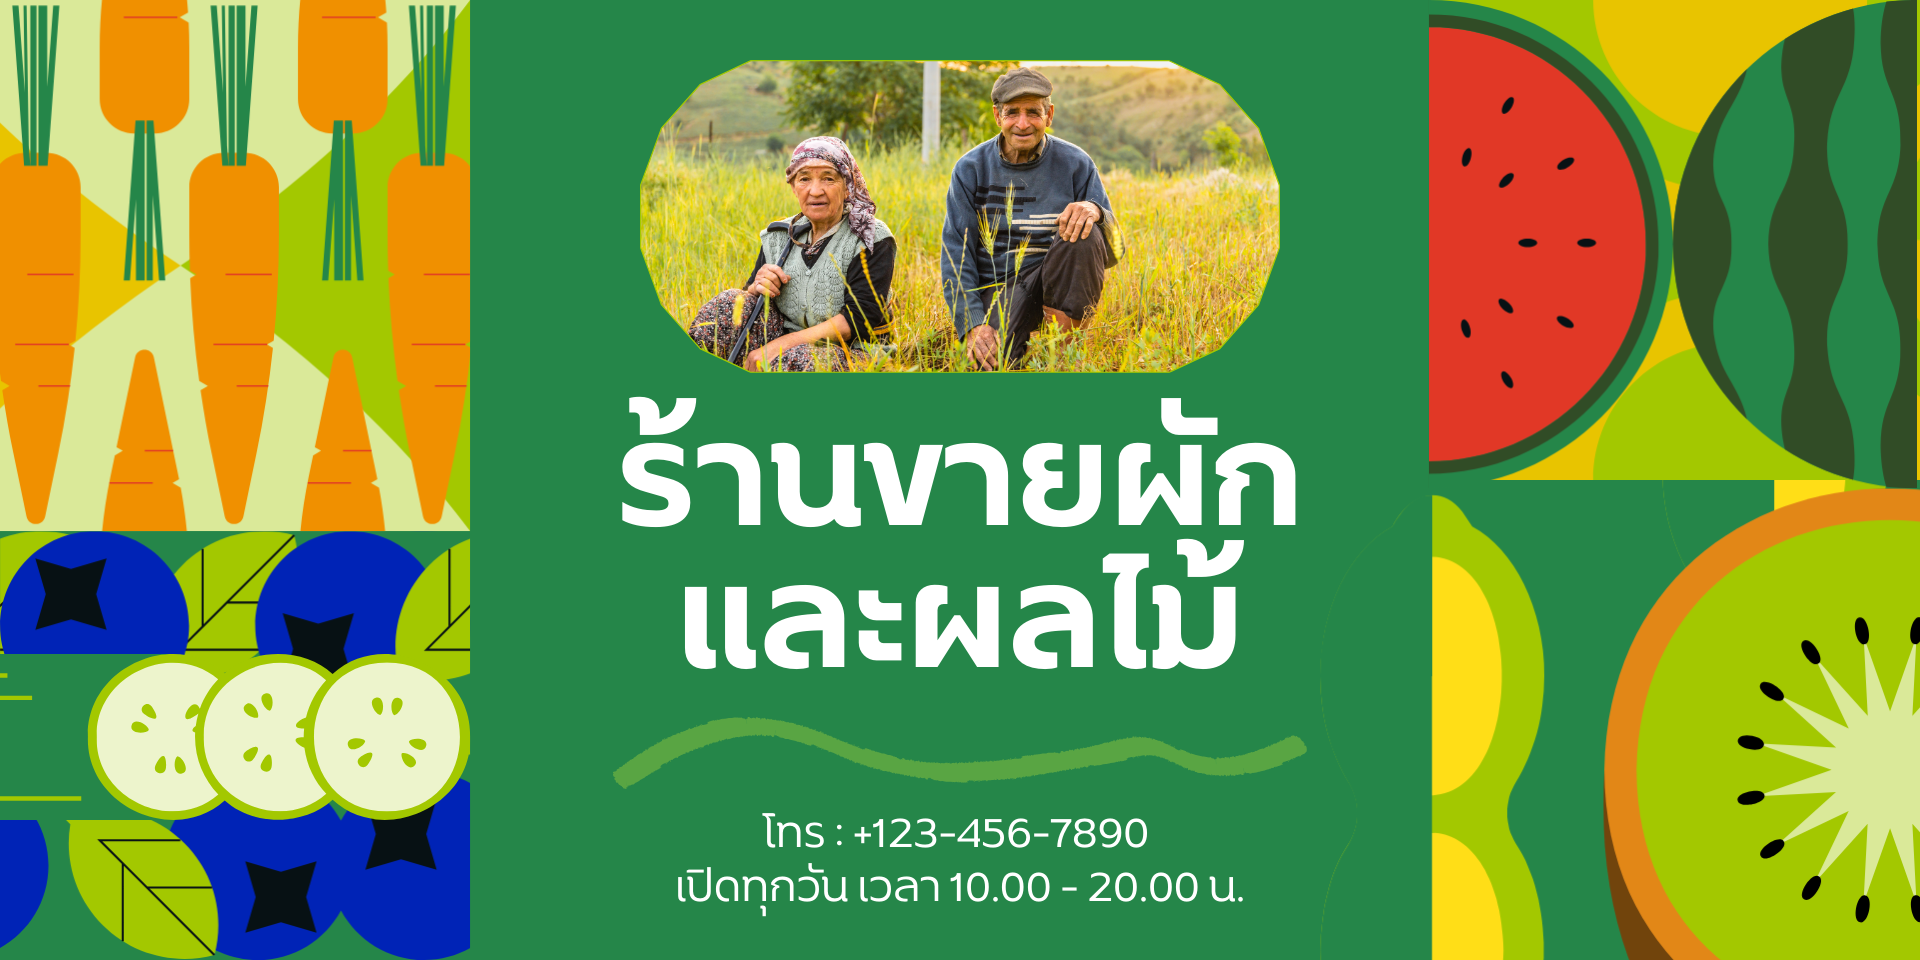 ร้านขายผัก
และผลไม้
โทร : +123-456-7890
เปิดทุกวัน เวลา 10.00 - 20.00 น.